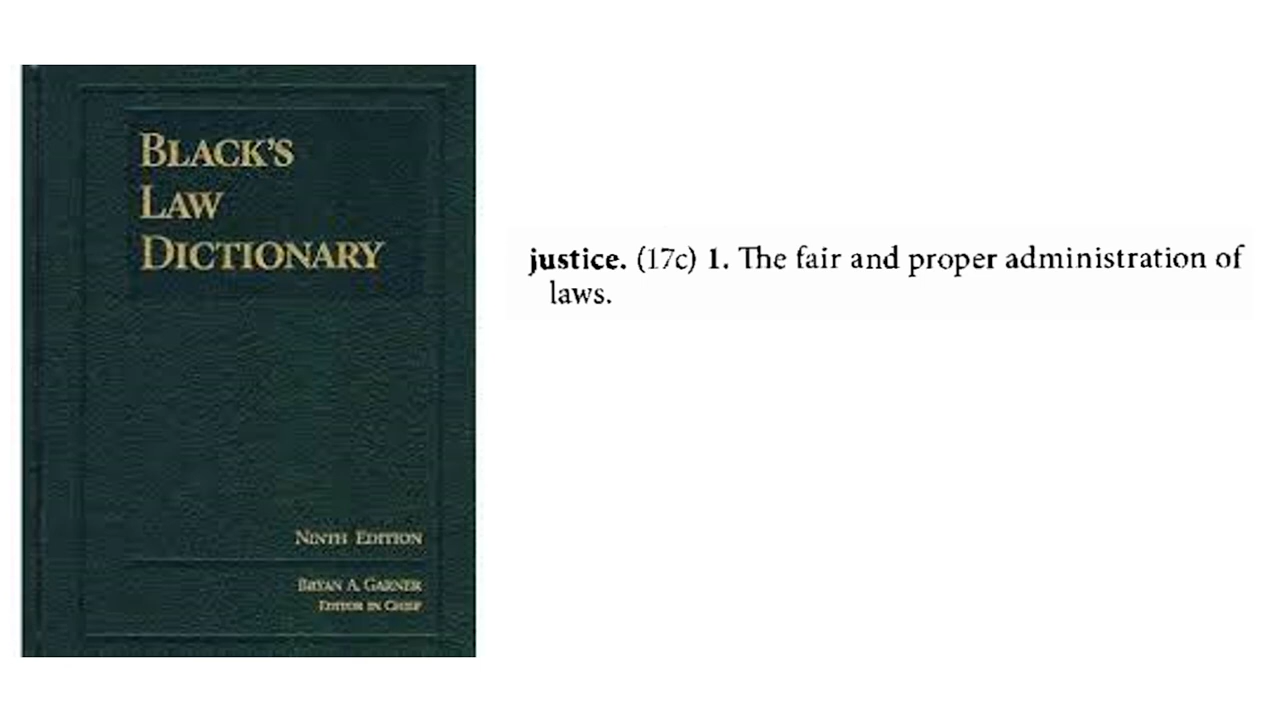 BLACK'S
LAW
DICTIONARY
NINTH EDITION
BRYAN A. GARNER
EDITOR IN CHIEF
justice. (17c) 1. The fair and proper administration of
laws.